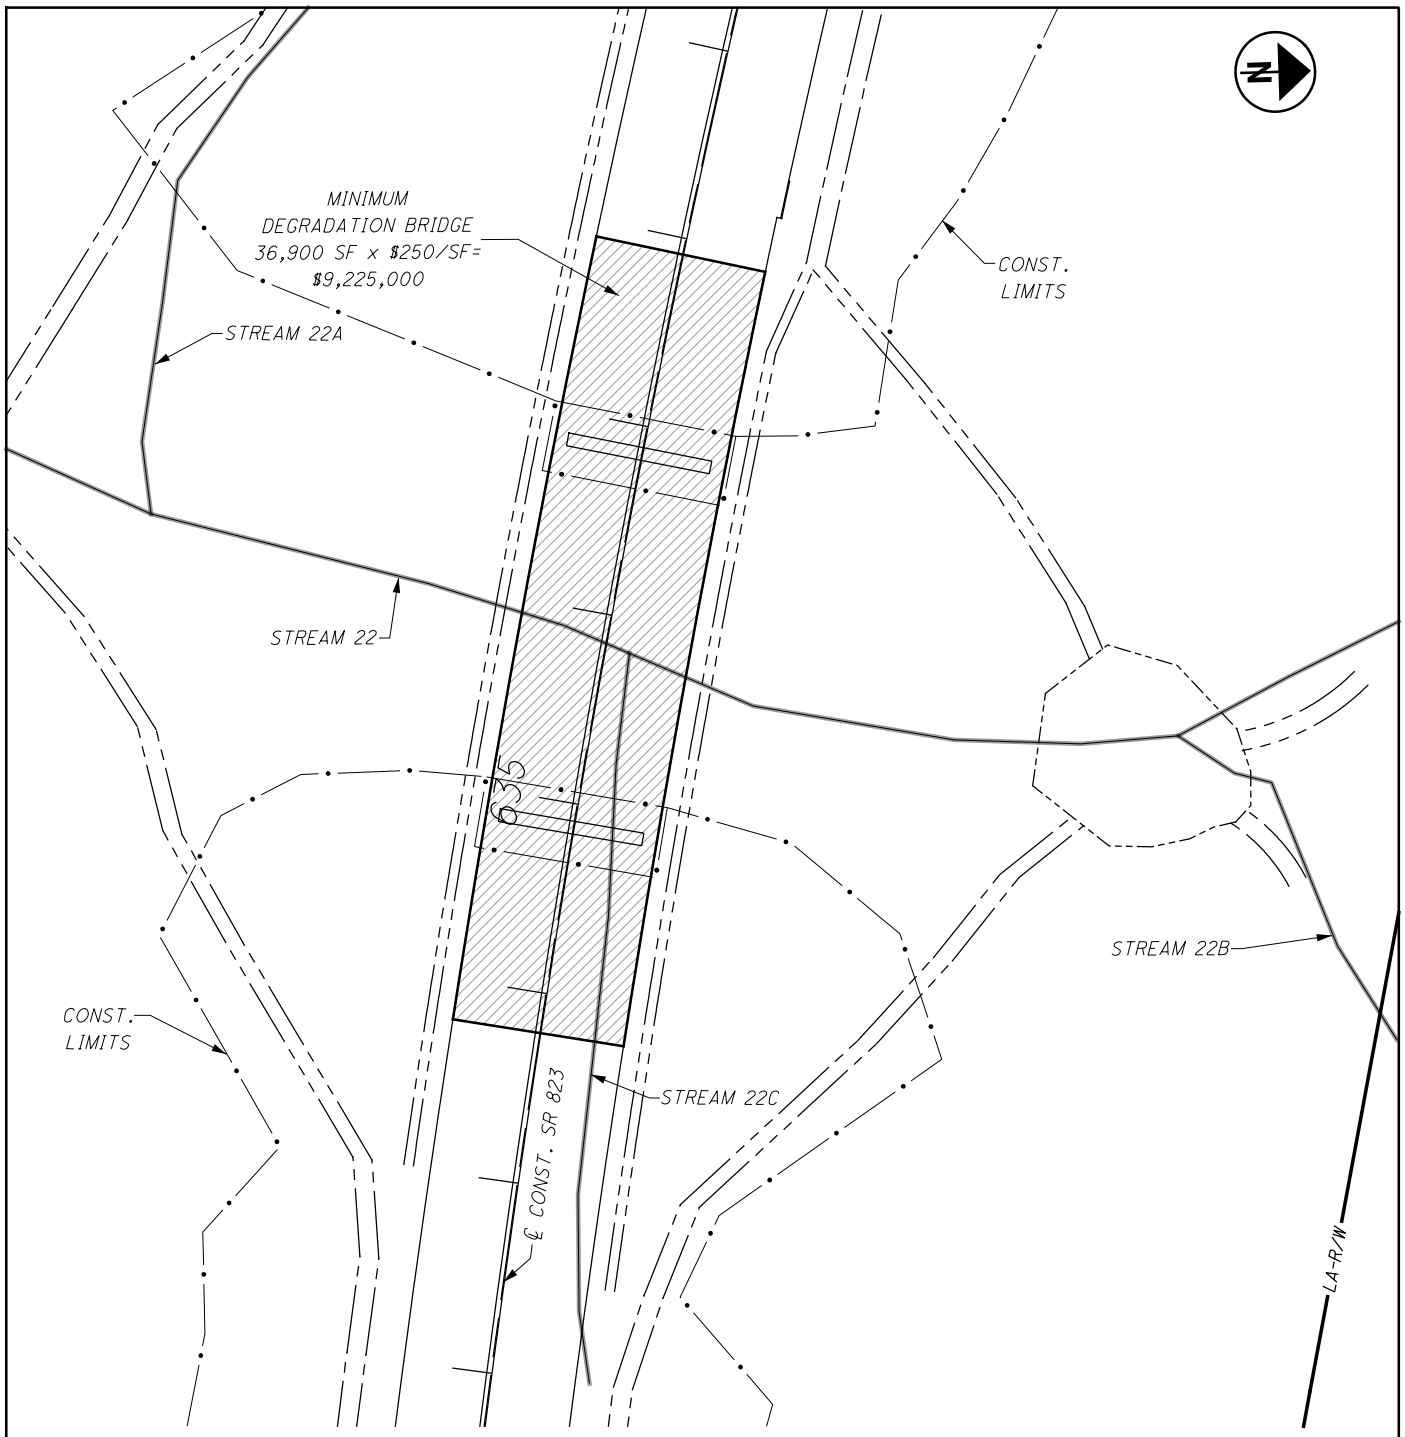 N
MINIMUM
DEGRADATION BRIDGE
36,900 SF x $250/SF=
$9,225,000
CONST.
LIMITS
STREAM 22A
STREAM 22
635
STREAM 22B
CONST.
LIMITS
STREAM 22C
℄ CONST. SR 823
LA-R/W